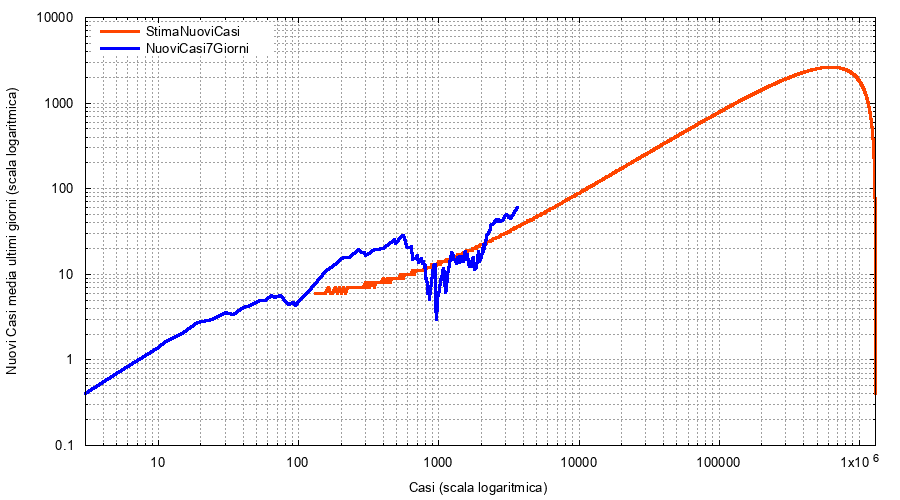 10000
StimaNuoviCasi
NuoviCasi7Giorni
1000
100
10
1
0.1
Nuovi Casi media ultimi giorni (scala logaritmica)
10 100 1000 10000 100000 1x10 6
Casi (scala logaritmica)